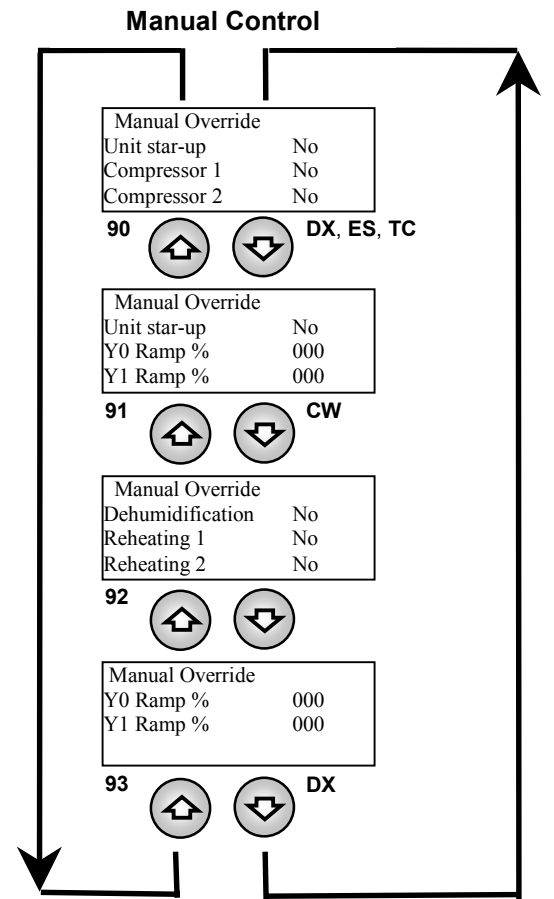 Manual Control
Manual Override
Unit star-up No
Compressor 1 No
Compressor 2 No
90 DX, ES, TC
Manual Override
Unit star-up No
Y0 Ramp % 000
Y1 Ramp % 000
91 CW
Manual Override
Dehumidification No
Reheating 1 No
Reheating 2 No
92
Manual Override
Y0 Ramp % 000
Y1 Ramp % 000
93 DX